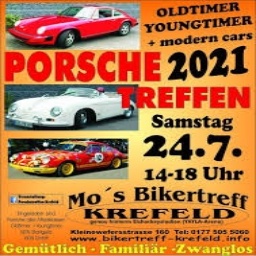 OLDTIMER
YOUNGTIMER
+ modern cars
PORSCHE 2021
TREFFEN
Samstag
24.7.
14-18 Uhr
Mo´s Bikertreff
KREFELD
Kleinewefersstrasse 160 Tel: 0177 505 5060
www.bikertreff-krefeld.info
Gemütlich - Familiär - Zwanglos